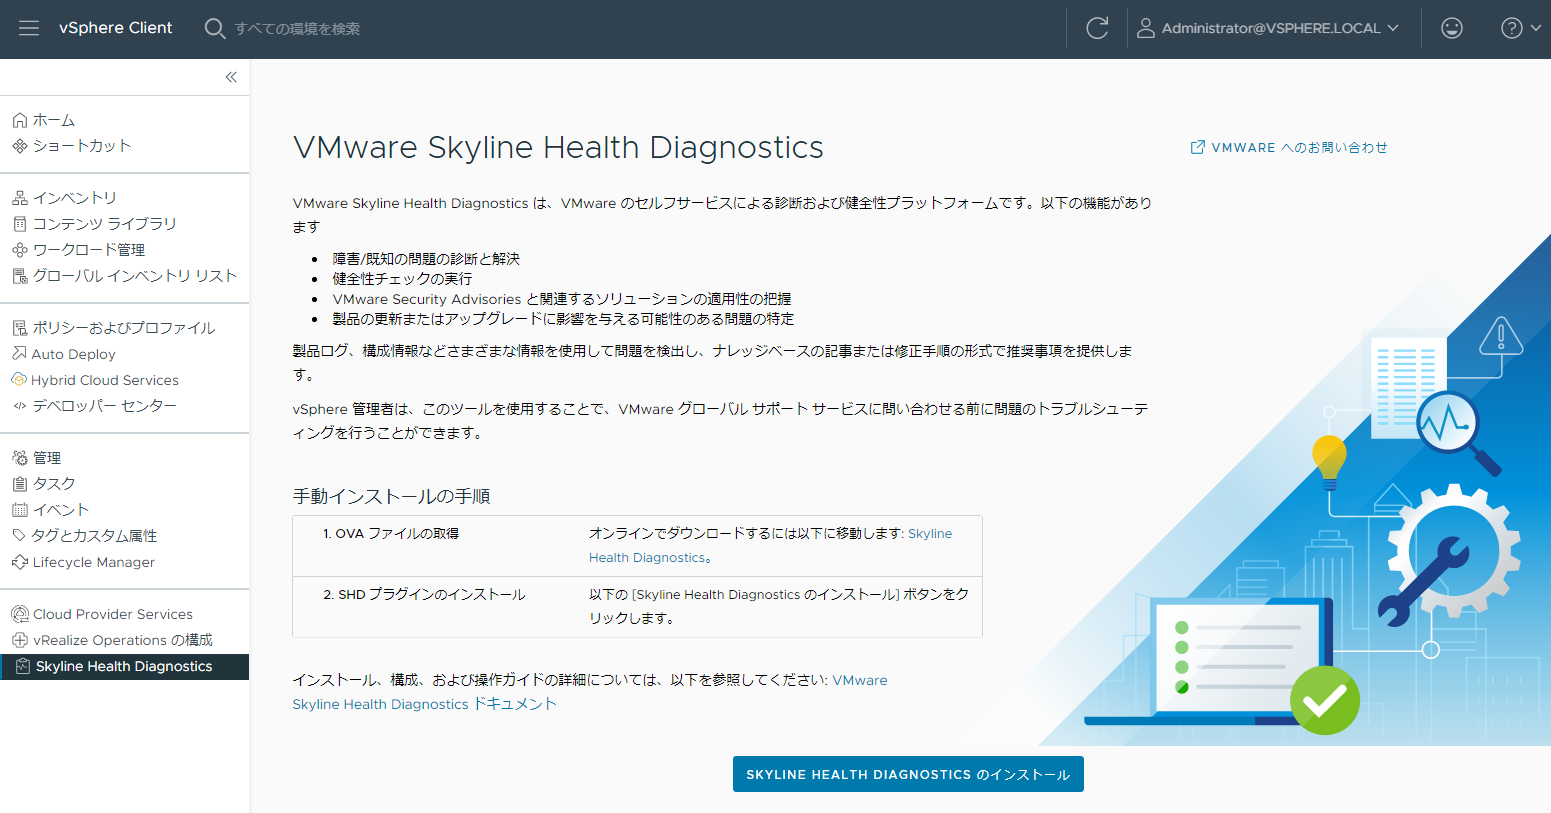 vSphere Client
すべての環境を検索
Administrator@VSPHERE.LOCAL
ホーム
ショートカット
インベントリ
コンテンツ ライブラリ
ワークロード管理
グローバル インベントリ リスト
ポリシーおよびプロファイル
Auto Deploy
Hybrid Cloud Services
デベロッパー センター
管理
タスク
イベント
タグとカスタム属性
Lifecycle Manager
Cloud Provider Services
vRealize Operations の構成
Skyline Health Diagnostics
VMware Skyline Health Diagnostics
VMWARE へのお問い合わせ
VMware Skyline Health Diagnostics は、VMware のセルフサービスによる診断および健全性プラットフォームです。以下の機能があり
ます
障害/既知の問題の診断と解決
健全性チェックの実行
VMware Security Advisories と関連するソリューションの適用性の把握
製品の更新またはアップグレードに影響を与える可能性のある問題の特定
製品ログ、構成情報などさまざまな情報を使用して問題を検出し、ナレッジベースの記事または修正手順の形式で推奨事項を提供しま
す。
vSphere 管理者は、このツールを使用することで、VMware グローバル サポート サービスに問い合わせる前に問題のトラブルシューテ
ィングを行うことができます。
手動インストールの手順
1. OVA ファイルの取得
オンラインでダウンロードするには以下に移動します: Skyline
Health Diagnostics。
2. SHD プラグインのインストール
以下の [Skyline Health Diagnostics のインストール] ボタンをク
リックします。
インストール、構成、および操作ガイドの詳細については、以下を参照してください: VMware
Skyline Health Diagnostics ドキュメント
SKYLINE HEALTH DIAGNOSTICS のインストール